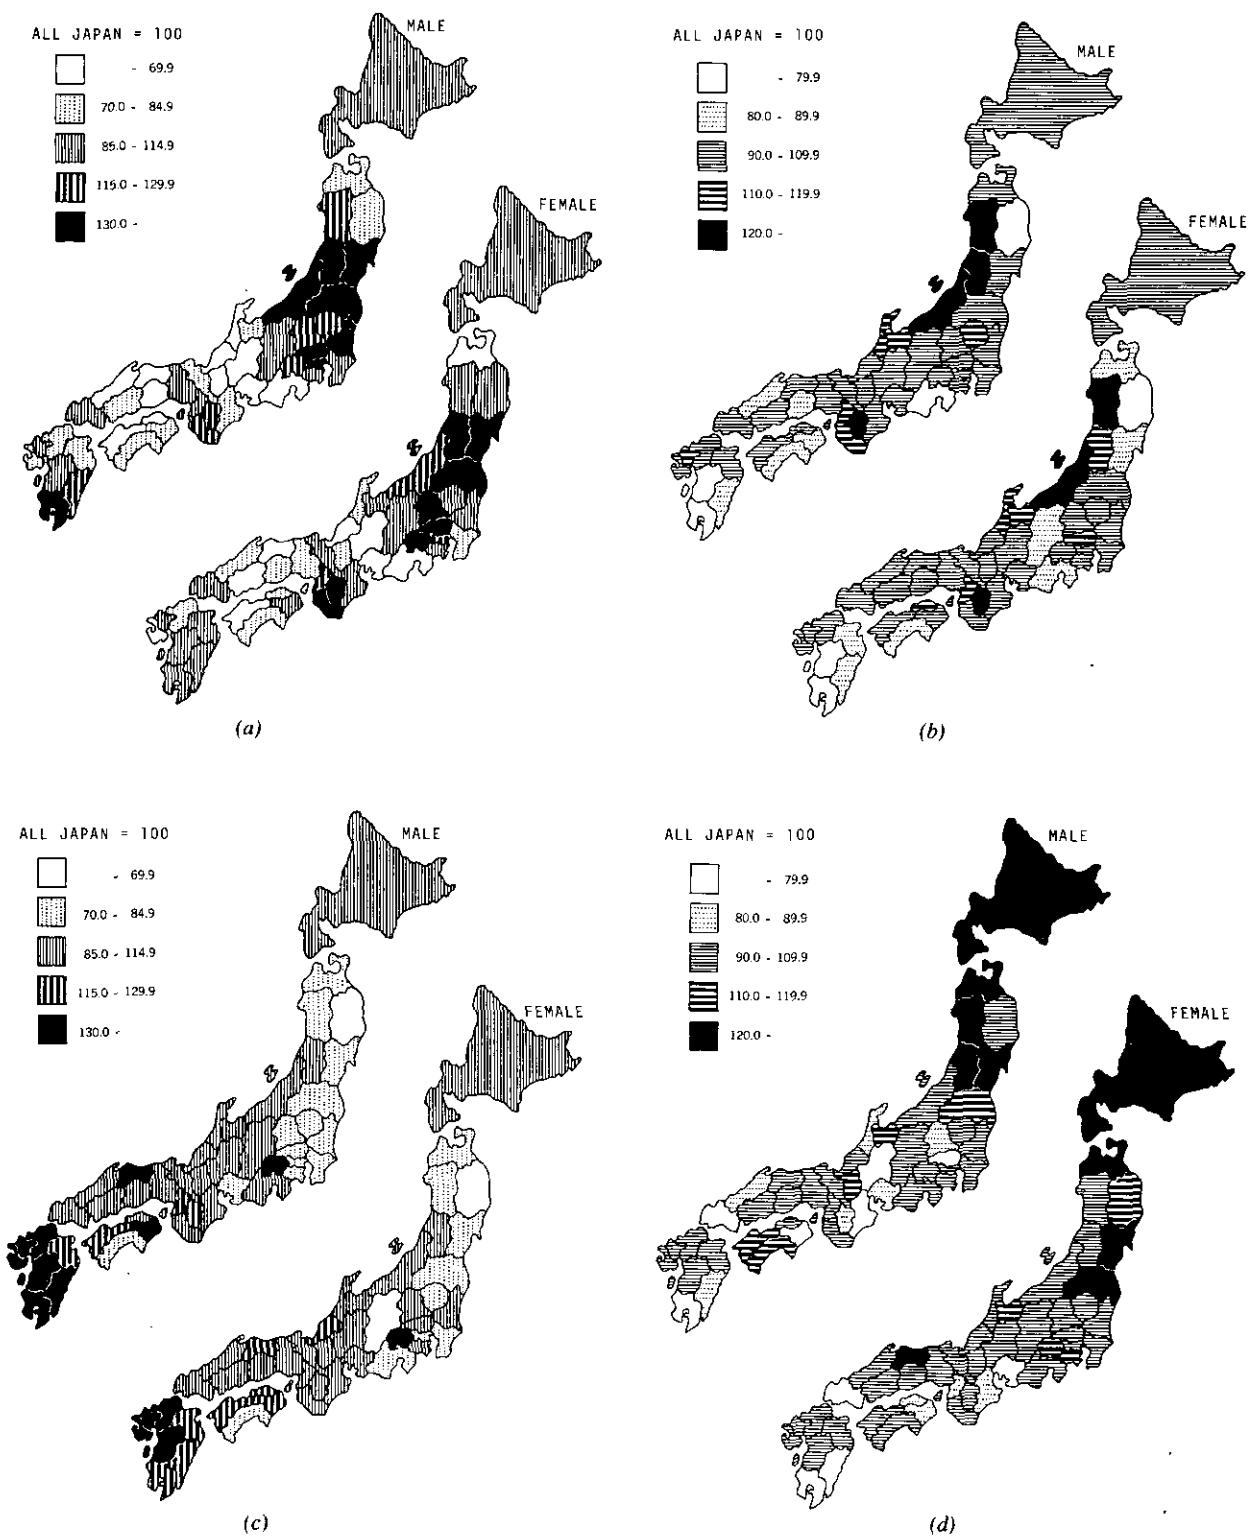 ALL JAPAN = 100
- 69.9
70.0 - 84.9
85.0 - 114.9
115.0 - 129.9
130.0 -
MALE
FEMALE
(a)
ALL JAPAN = 100
- 79.9
80.0 - 89.9
90.0 - 109.9
110.0 - 119.9
120.0 -
MALE
FEMALE
(b)
ALL JAPAN = 100
- 69.9
70.0 - 84.9
85.0 - 114.9
115.0 - 129.9
130.0 -
MALE
FEMALE
(c)
ALL JAPAN = 100
- 79.9
80.0 - 89.9
90.0 - 109.9
110.0 - 119.9
120.0 -
MALE
FEMALE
(d)